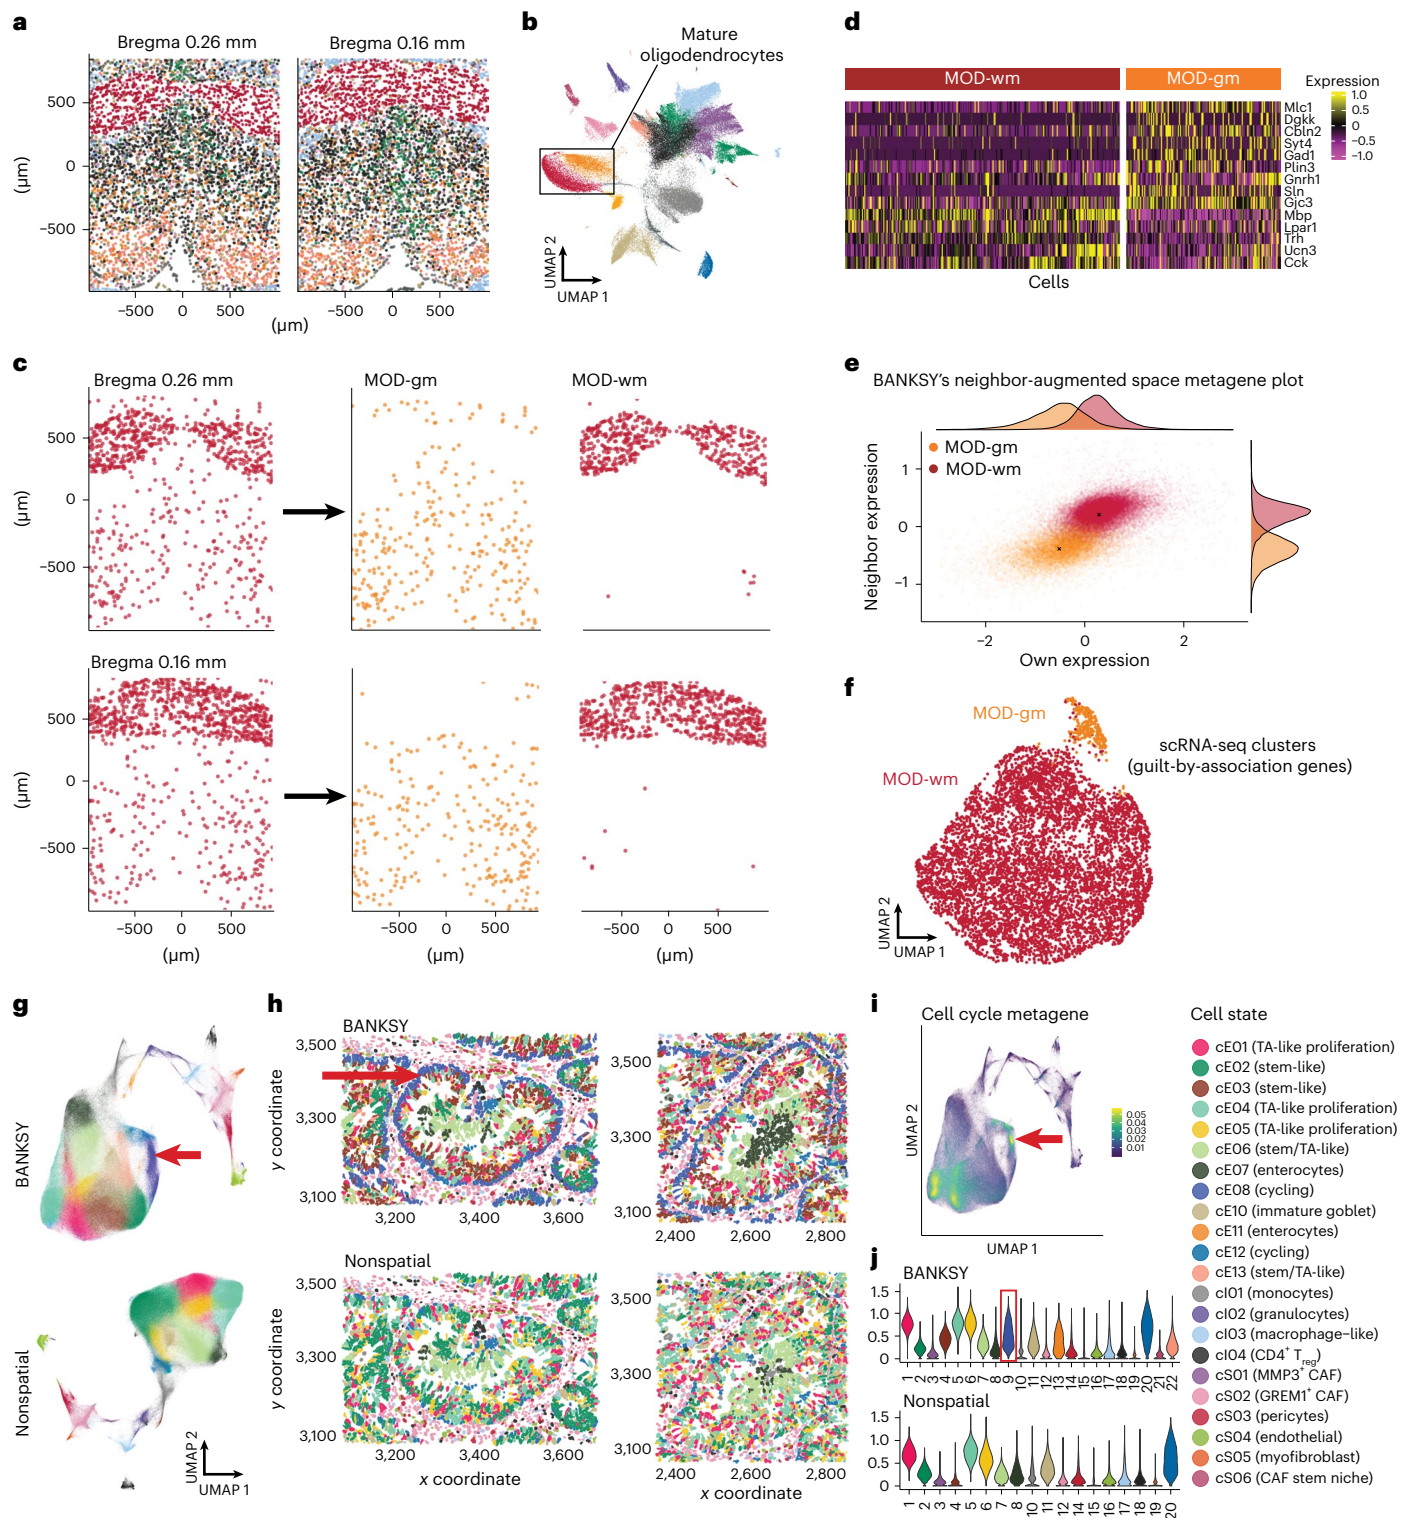 a
Bregma 0.26 mm
Bregma 0.16 mm
500
0
−500
(µm)
−500 0 500
−500 0 500
(µm)
b
Mature
oligodendrocytes
UMAP 2
UMAP 1
d
MOD-wm
MOD-gm
Expression
1.0
0.5
0
−0.5
−1.0
Mlc1
Dgkk
Cbln2
Syt4
Gad1
Plin3
Gnrh1
Sln
Gjc3
Mbp
Lpar1
Trh
Ucn3
Cck
Cells
c
Bregma 0.26 mm
MOD-gm
MOD-wm
500
0
−500
(µm)
Bregma 0.16 mm
500
0
−500
(µm)
−500 0 500
−500 0 500
−500 0 500
(µm)
(µm)
(µm)
e
BANKSY's neighbor-augmented space metagene plot
MOD-gm
MOD-wm
Neighbor expression
1
0
−1
−2 0 2
Own expression
f
MOD-gm
MOD-wm
scRNA-seq clusters
(guilt-by-association genes)
UMAP 2
UMAP 1
g
BANKSY
Nonspatial
UMAP 2
UMAP 1
h
BANKSY
3,500
3,300
3,100
y coordinate
3,200 3,400 3,600
3,500
3,300
3,100
2,400 2,600 2,800
Nonspatial
3,500
3,300
3,100
y coordinate
3,200 3,400 3,600
x coordinate
3,500
3,300
3,100
2,400 2,600 2,800
x coordinate
i
Cell cycle metagene
UMAP 2
UMAP 1
0.05
0.04
0.03
0.02
0.01
j
BANKSY
1.5
1.0
0.5
0
1 2 3 4 5 6 7 8 9 10 11 12 13 14 15 16 17 18 19 20 21 22
Nonspatial
1.5
1.0
0.5
0
1 2 3 4 5 6 7 8 10 11 12 14 15 16 17 18 19 20
Cell state
cE01 (TA-like proliferation)
cE02 (stem-like)
cE03 (stem-like)
cE04 (TA-like proliferation)
cE05 (TA-like proliferation)
cE06 (stem/TA-like)
cE07 (enterocytes)
cE08 (cycling)
cE10 (immature goblet)
cE11 (enterocytes)
cE12 (cycling)
cE13 (stem/TA-like)
cI01 (monocytes)
cI02 (granulocytes)
cI03 (macrophage–like)
cI04 (CD4+ Treg)
cS01 (MMP3+ CAF)
cS02 (GREM1+ CAF)
cS03 (pericytes)
cS04 (endothelial)
cS05 (myofibroblast)
cS06 (CAF stem niche)